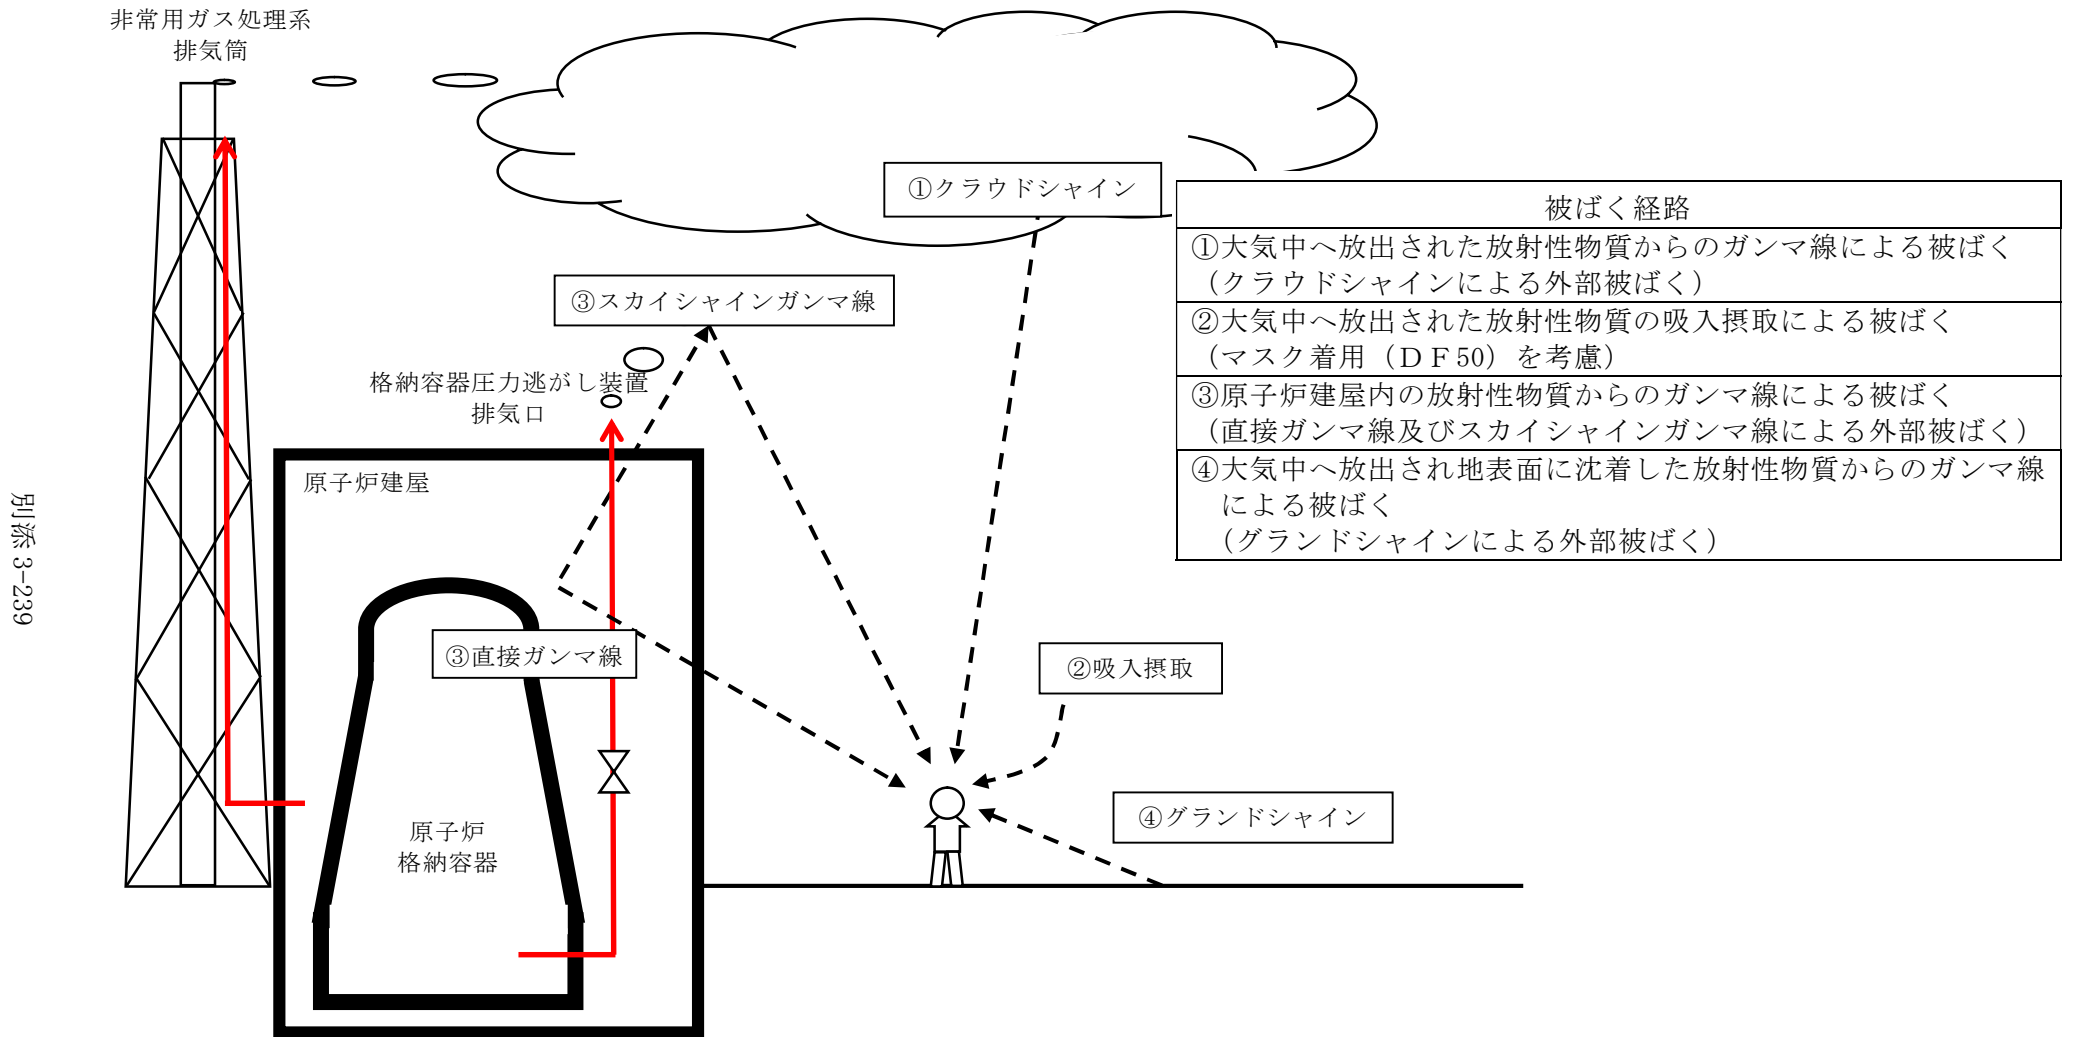 非常用ガス処理系
排気筒
①クラウドシャイン
③スカイシャインガンマ線
格納容器圧力逃がし装置
排気口
原子炉建屋
③直接ガンマ線
②吸入摂取
④グランドシャイン
原子炉
格納容器
被ばく経路
①大気中へ放出された放射性物質からのガンマ線による被ばく
（クラウドシャインによる外部被ばく）
②大気中へ放出された放射性物質の吸入摂取による被ばく
（マスク着用（ＤＦ50）を考慮）
③原子炉建屋内の放射性物質からのガンマ線による被ばく
（直接ガンマ線及びスカイシャインガンマ線による外部被ばく）
④大気中へ放出され地表面に沈着した放射性物質からのガンマ線
による被ばく
（グランドシャインによる外部被ばく）
別添 3-239